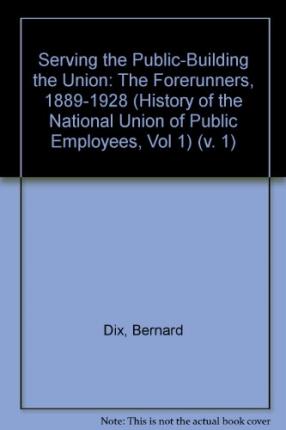 Serving the Public-Building
the Union: The Forerunners,
1889-1928 (History of the
National Union of Public
Employees, Vol 1) (v. 1)
Dix, Bernard
Note: This is not the actual book cover